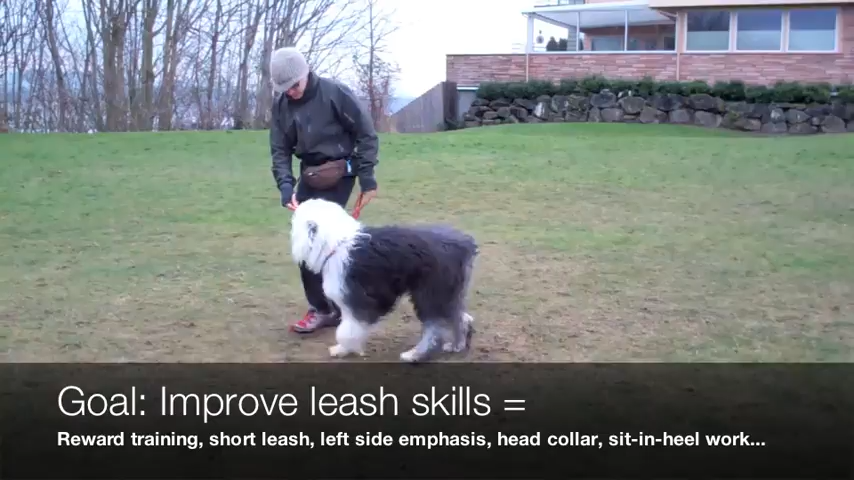 Goal: Improve leash skills =
Reward training, short leash, left side emphasis, head collar, sit-in-heel work...